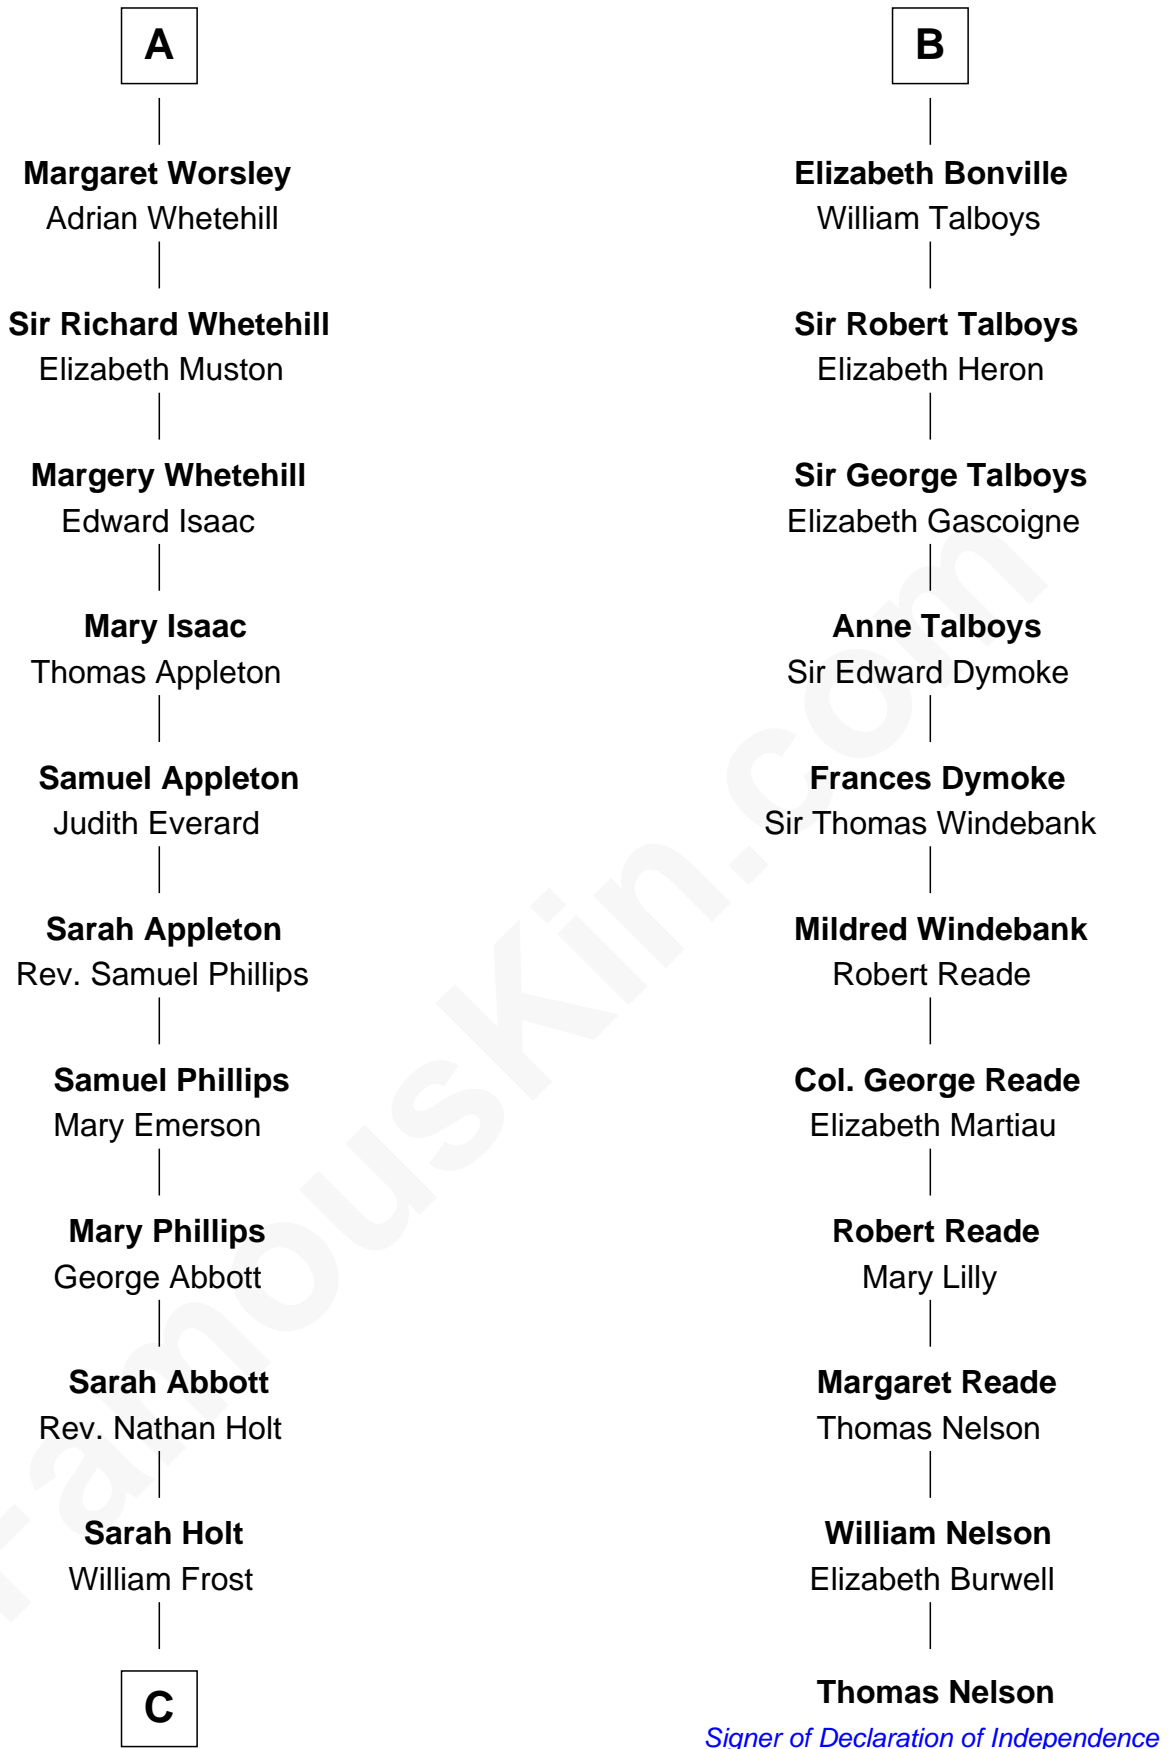 A
Margaret Worsley
Adrian Whetehill
Sir Richard Whetehill
Elizabeth Muston
Margery Whetehill
Edward Isaac
Mary Isaac
Thomas Appleton
Samuel Appleton
Judith Everard
Sarah Appleton
Rev. Samuel Phillips
Samuel Phillips
Mary Emerson
Mary Phillips
George Abbott
Sarah Abbott
Rev. Nathan Holt
Sarah Holt
William Frost
C
B
Elizabeth Bonville
William Talboys
Sir Robert Talboys
Elizabeth Heron
Sir George Talboys
Elizabeth Gascoigne
Anne Talboys
Sir Edward Dymoke
Frances Dymoke
Sir Thomas Windebank
Mildred Windebank
Robert Reade
Col. George Reade
Elizabeth Martiau
Robert Reade
Mary Lilly
Margaret Reade
Thomas Nelson
William Nelson
Elizabeth Burwell
Thomas Nelson
Signer of Declaration of Independence
FamousKin.com